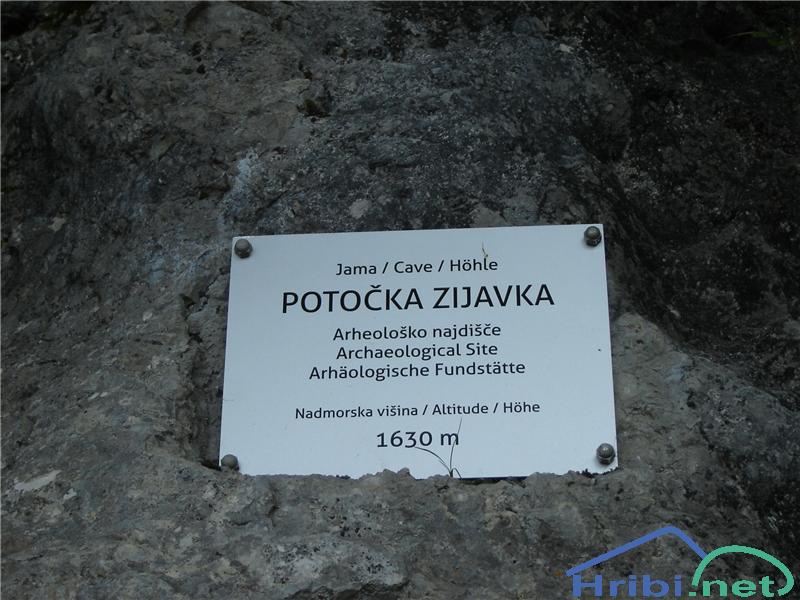 Jama / Cave / Höhle
POTOČKA ZIJAVKA
Arheološko najdišče
Archaeological Site
Arhäologische Fundstätte
Nadmorska višina / Altitude / Höhe
1630 m
Hribi.net